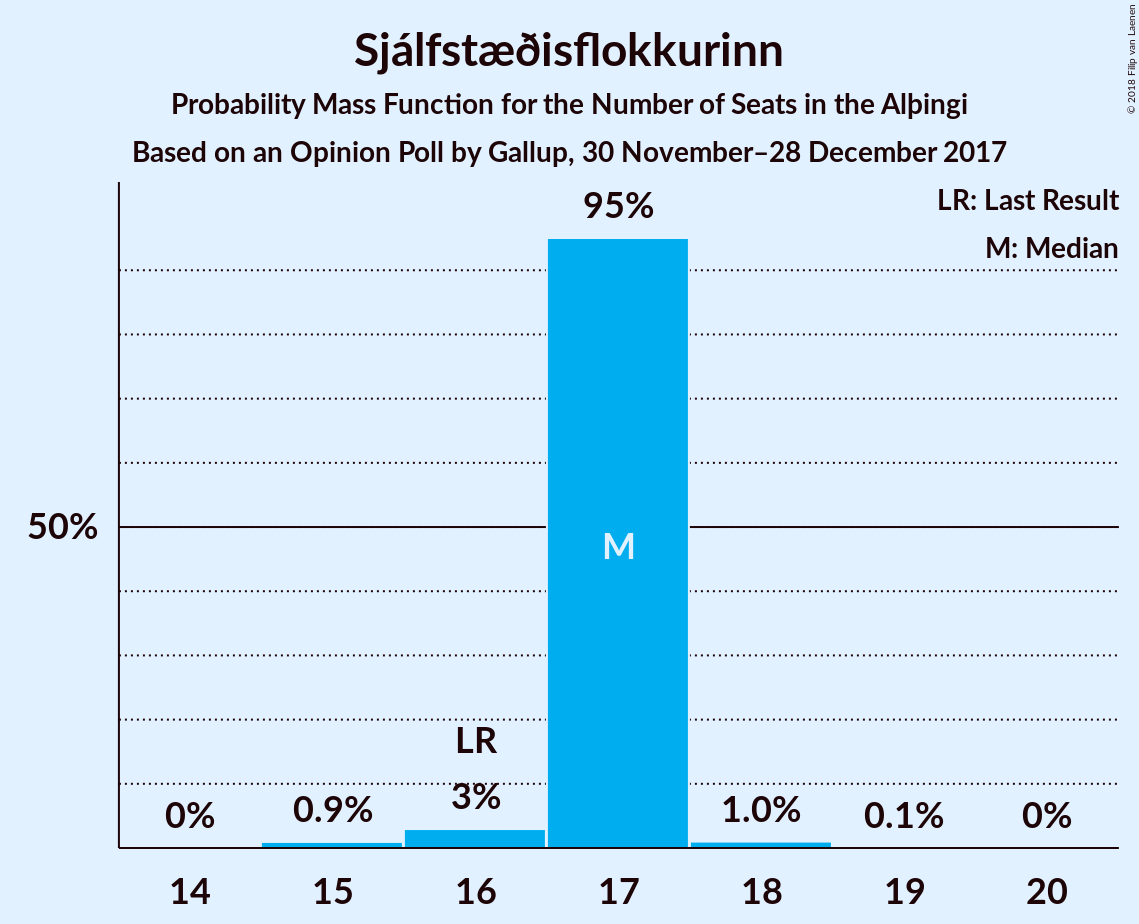 Sjálfstæðisflokkurinn
Probability Mass Function for the Number of Seats in the Alþingi
Based on an Opinion Poll by Gallup, 30 November–28 December 2017
© 2018 Filip van Laenen
LR: Last Result
M: Median
95%
50%
M
LR
0%
0.9%
3%
1.0%
0.1%
0%
14
15
16
17
18
19
20